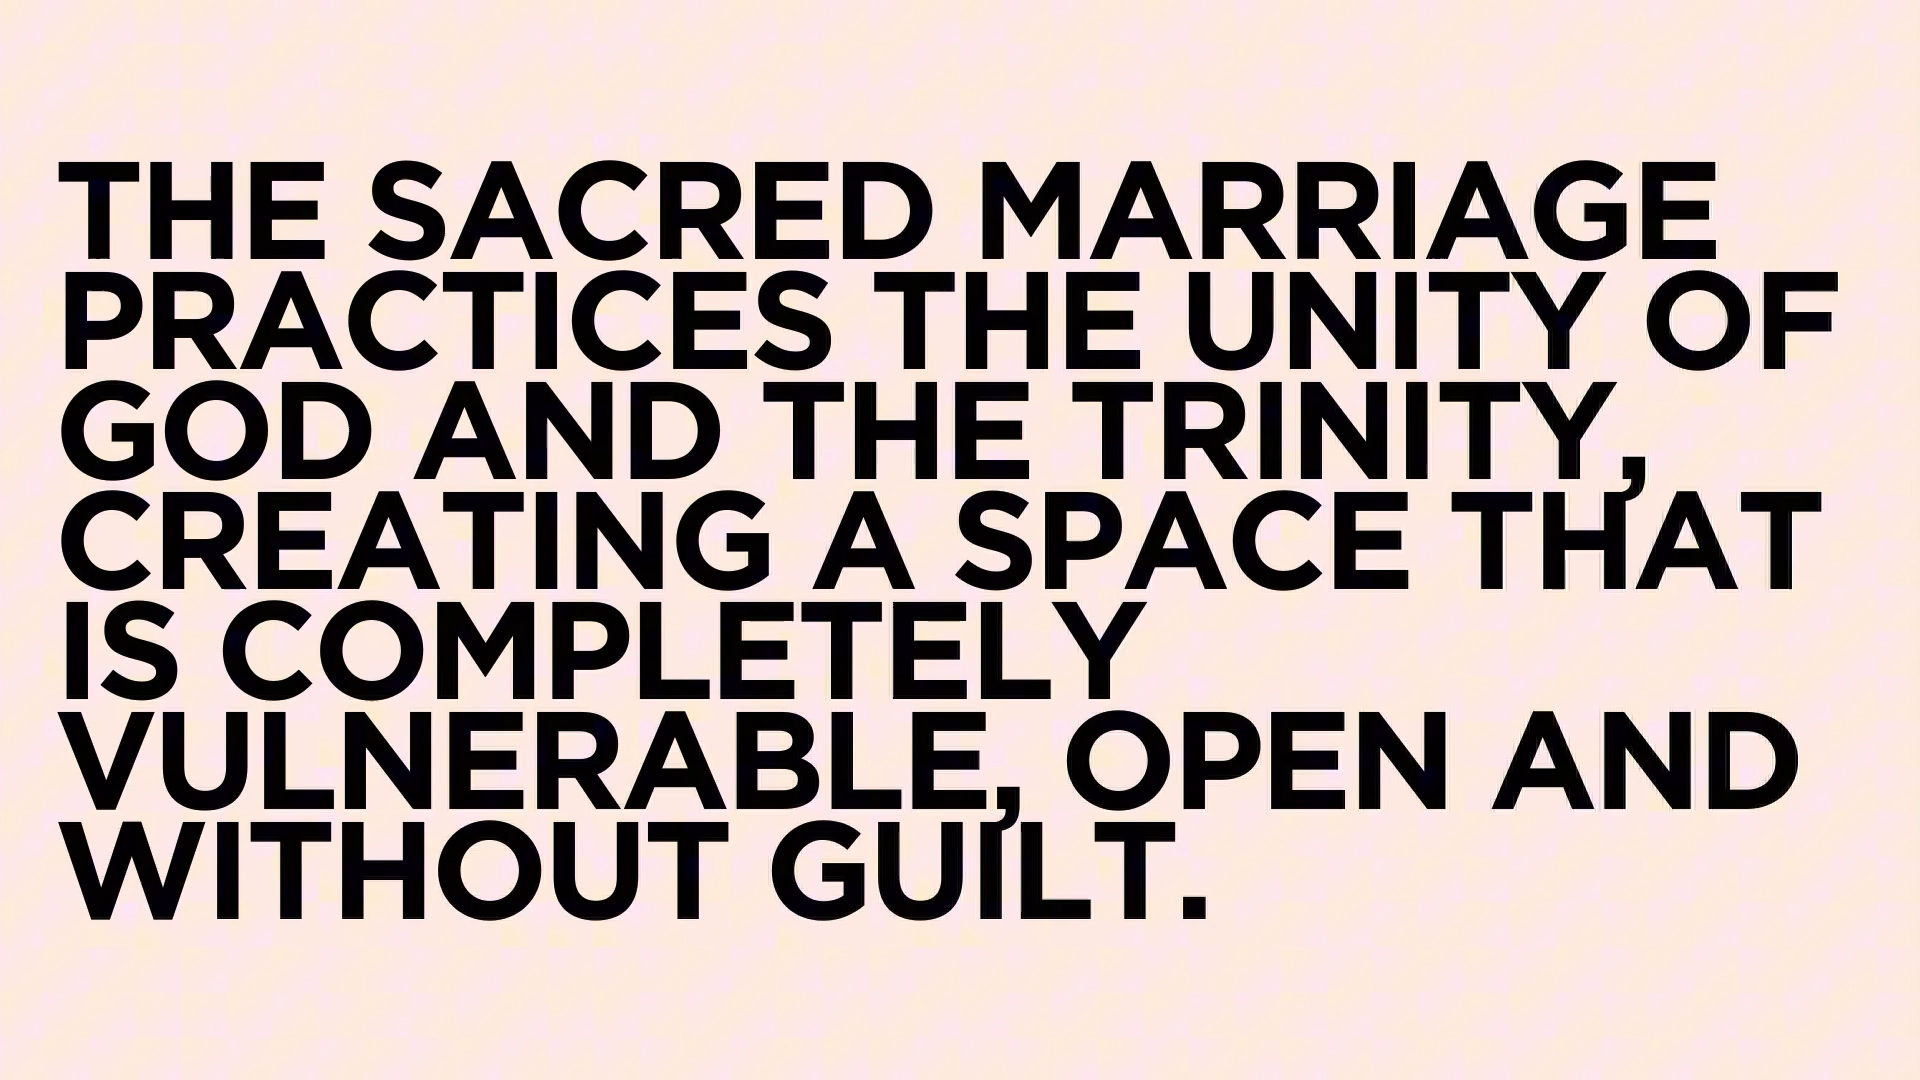 THE SACRED MARRIAGE
PRACTICES THE UNITY OF
GOD AND THE TRINITY,
CREATING A SPACE THAT
IS COMPLETELY
VULNERABLE, OPEN AND
WITHOUT GUILT.